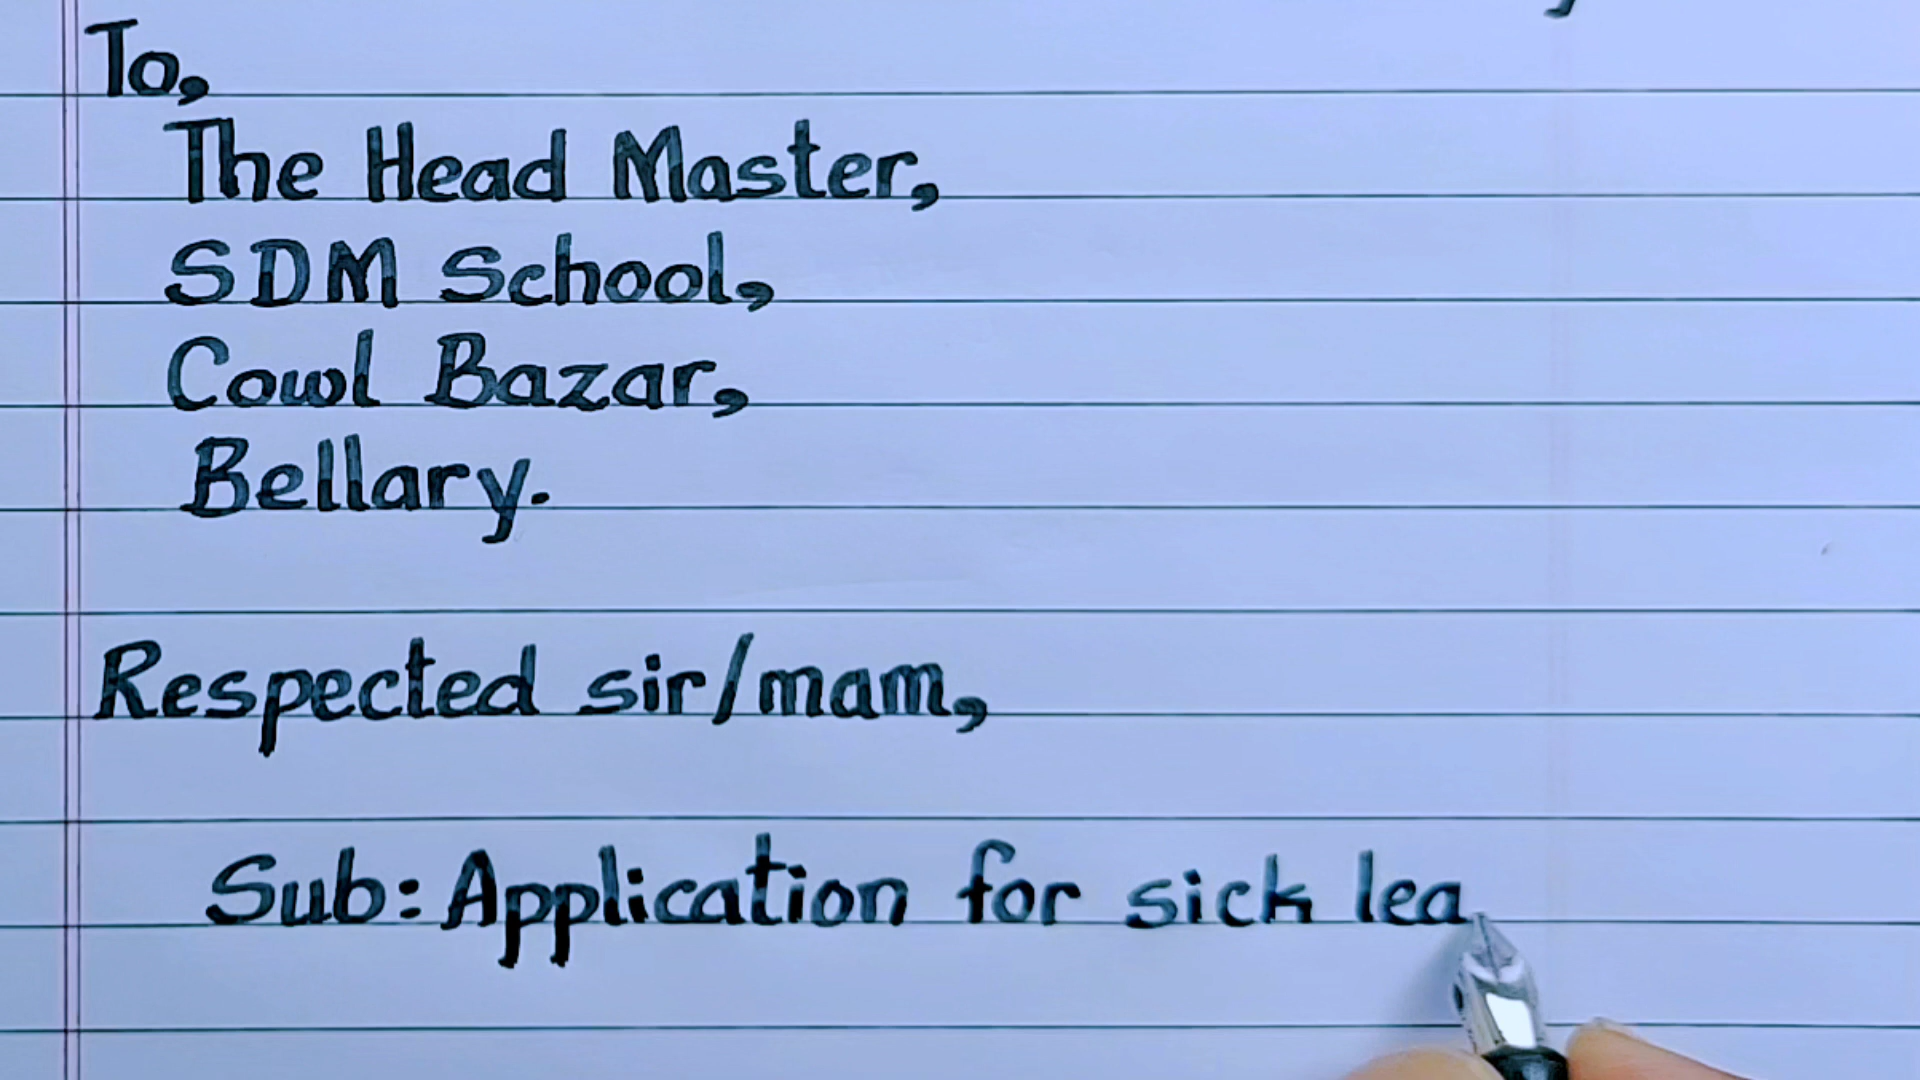 To,
The Head Master,
SDM School,
Cowl Bazar,
Bellary.
Respected sir/mam,
Sub: Application for sick lea